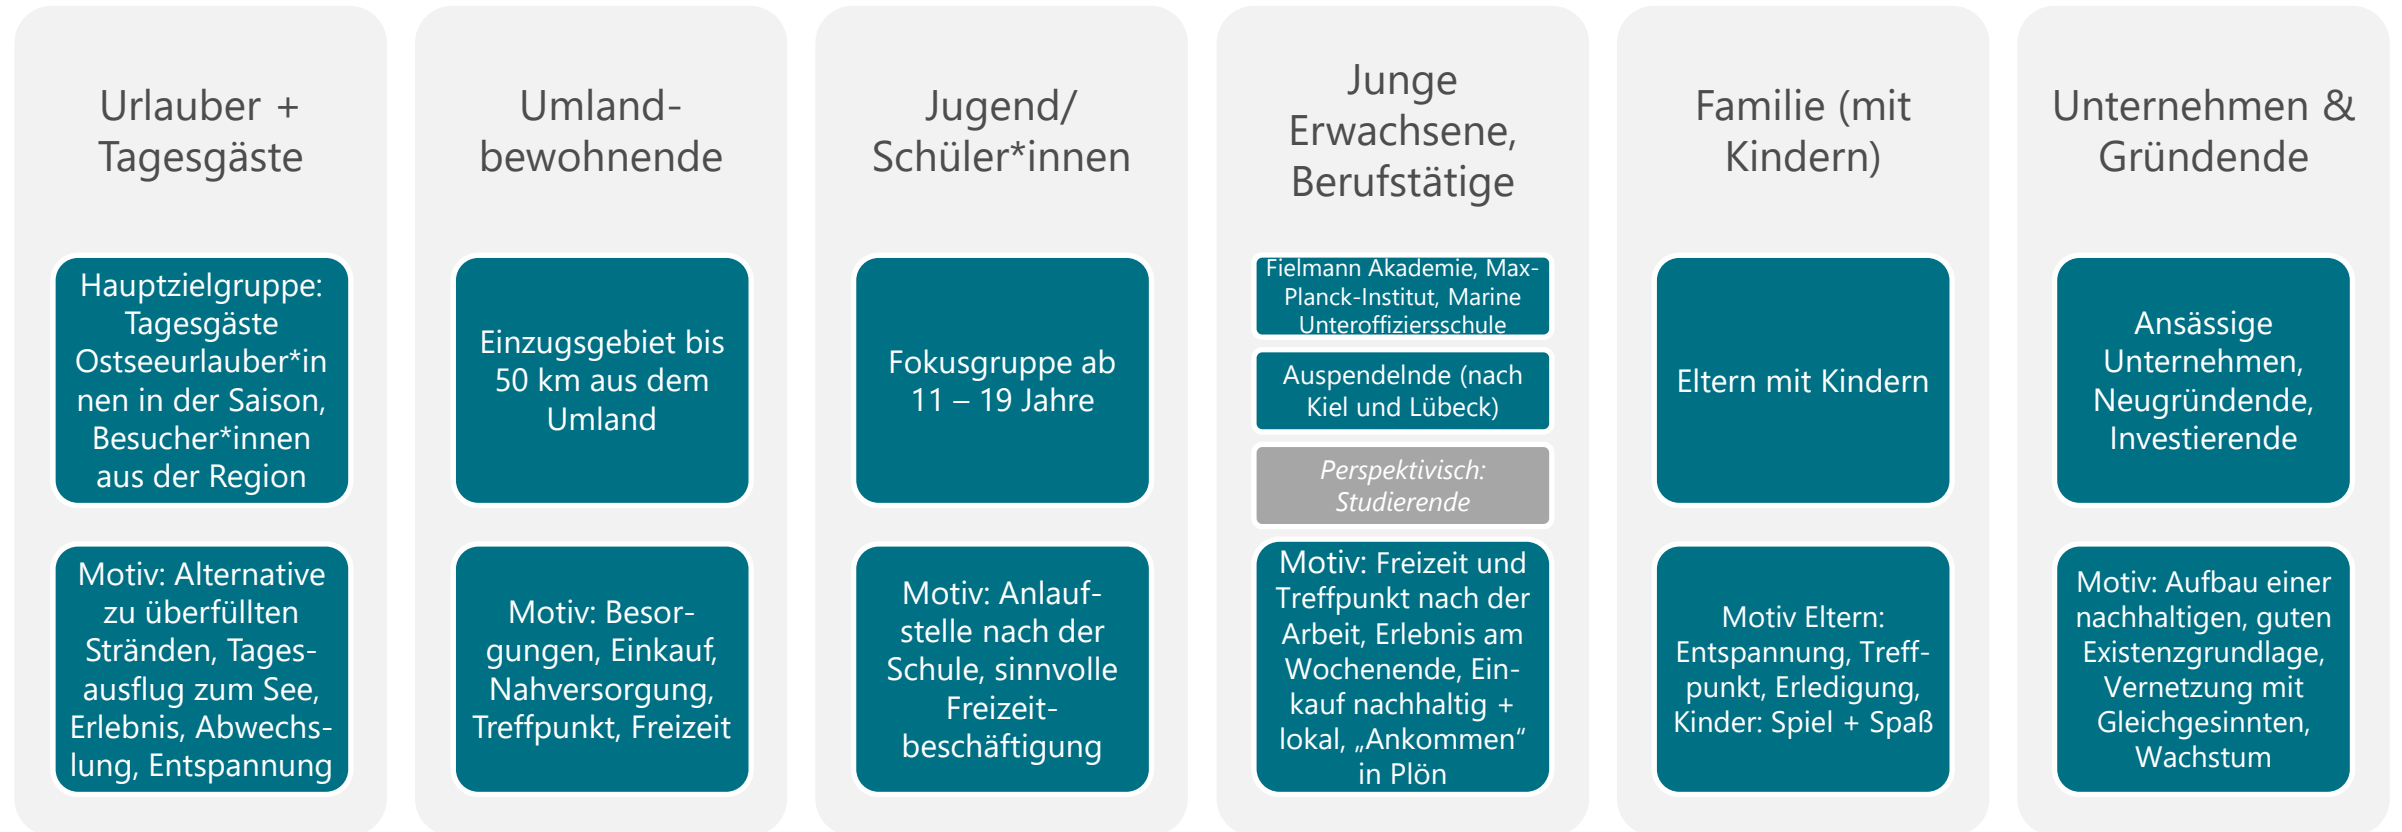 Urlauber +
Tagesgäste
Hauptzielgruppe:
Tagesgäste
Ostseeurlauber*in
nen in der Saison,
Besucher*innen
aus der Region
Motiv: Alternative
zu überfüllten
Stränden, Tages-
ausflug zum See,
Erlebnis, Abwechs-
lung, Entspannung
Umland-
bewohnende
Einzugsgebiet bis
50 km aus dem
Umland
Motiv: Besor-
gungen, Einkauf,
Nahversorgung,
Treffpunkt, Freizeit
Jugend/
Schüler*innen
Fokusgruppe ab
11 – 19 Jahre
Motiv: Anlauf-
stelle nach der
Schule, sinnvolle
Freizeit-
beschäftigung
Junge
Erwachsene,
Berufstätige
Fielmann Akademie, Max-
Planck-Institut, Marine
Unteroffiziersschule
Auspendelnde (nach
Kiel und Lübeck)
Perspektivisch:
Studierende
Motiv: Freizeit und
Treffpunkt nach der
Arbeit, Erlebnis am
Wochenende, Ein-
kauf nachhaltig +
lokal, „Ankommen“
in Plön
Familie (mit
Kindern)
Eltern mit Kindern
Motiv Eltern:
Entspannung, Treff-
punkt, Erledigung,
Kinder: Spiel + Spaß
Unternehmen &
Gründende
Ansässige
Unternehmen,
Neugründende,
Investierende
Motiv: Aufbau einer
nachhaltigen, guten
Existenzgrundlage,
Vernetzung mit
Gleichgesinnten,
Wachstum